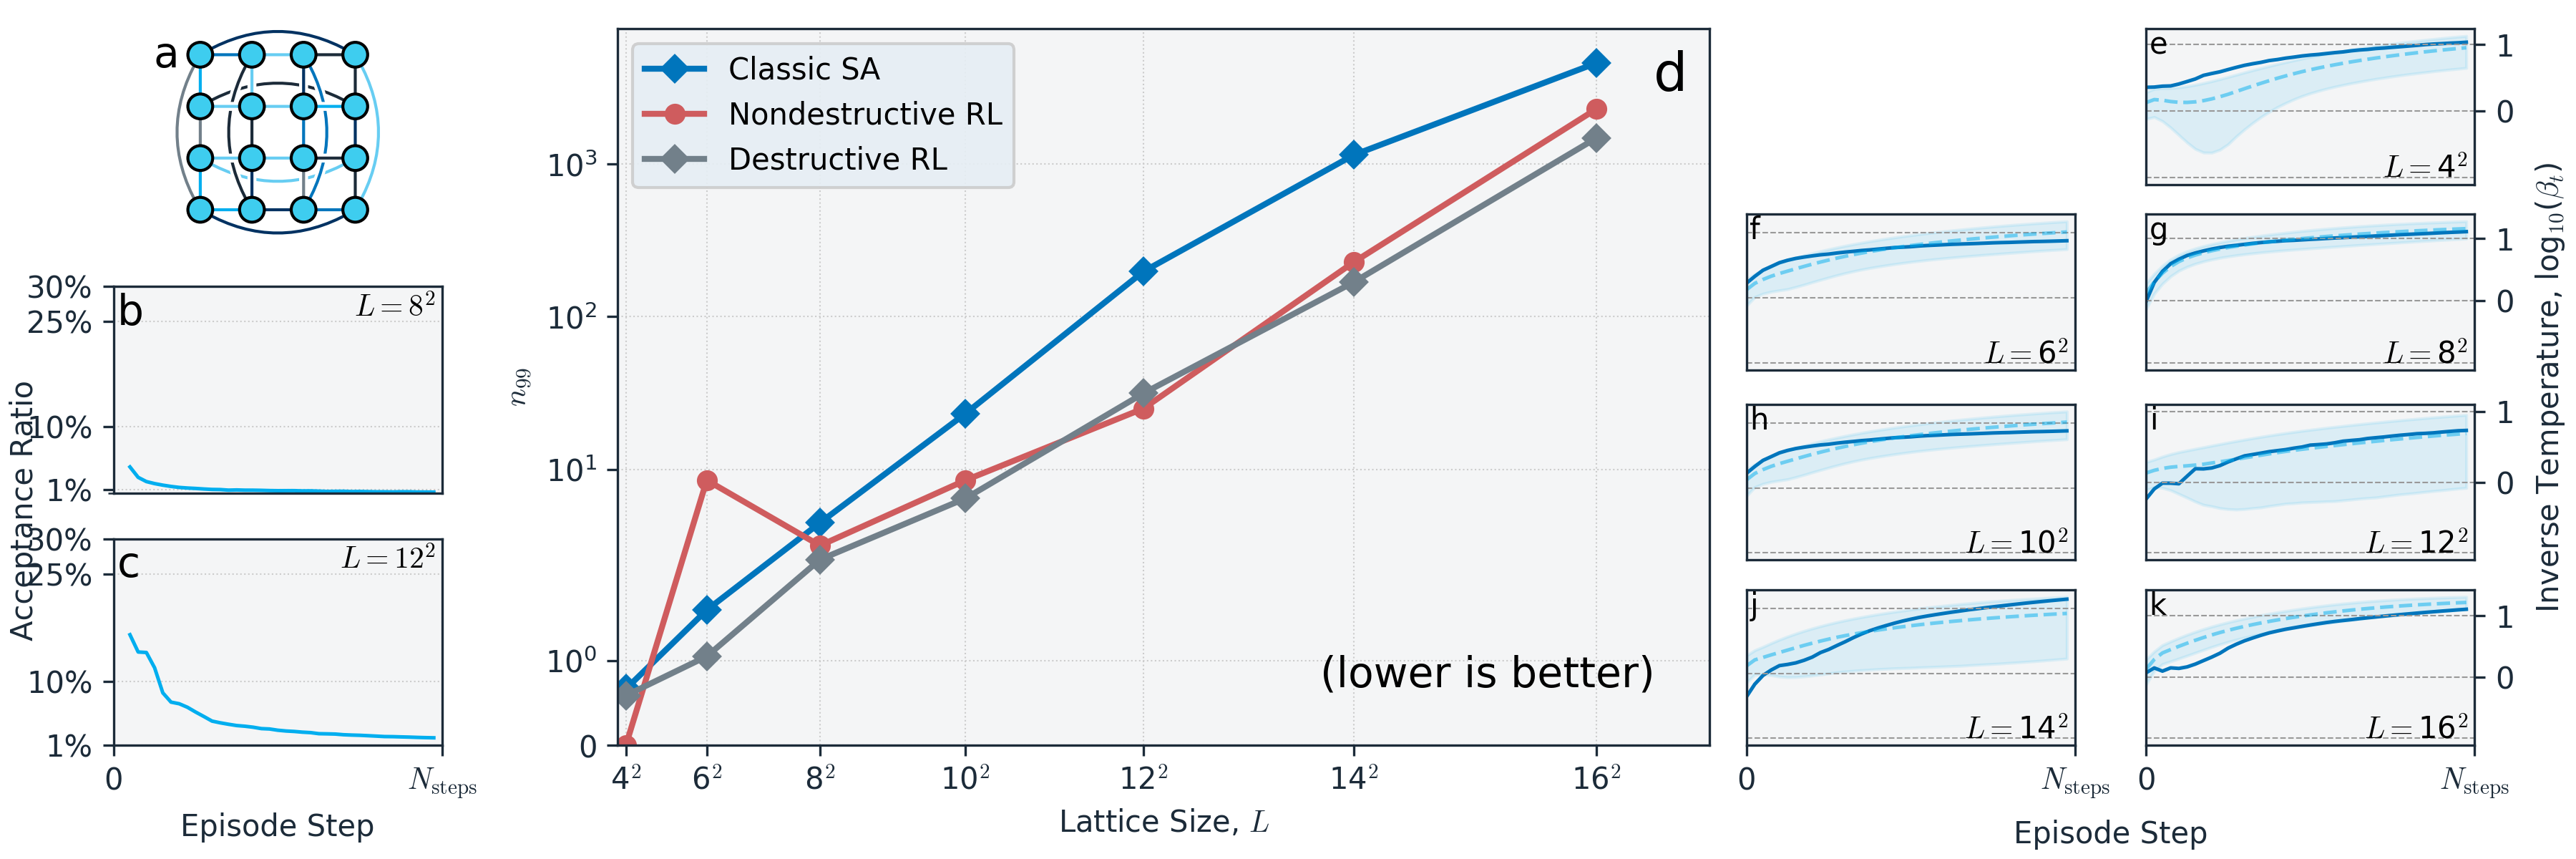 a
b
L = 8²
30%
25%
10%
1%
c
L = 12²
30%
25%
10%
1%
Acceptance Ratio
0
N_steps
Episode Step
d
Classic SA
Nondestructive RL
Destructive RL
n₉₉
10³
10²
10¹
10⁰
0
(lower is better)
4² 6² 8² 10² 12² 14² 16²
Lattice Size, L
e
L = 4²
1
0
f
L = 6²
g
L = 8²
1
0
h
L = 10²
i
L = 12²
1
0
j
L = 14²
k
L = 16²
1
0
0
N_steps
0
N_steps
Episode Step
Inverse Temperature, log₁₀(β_t)